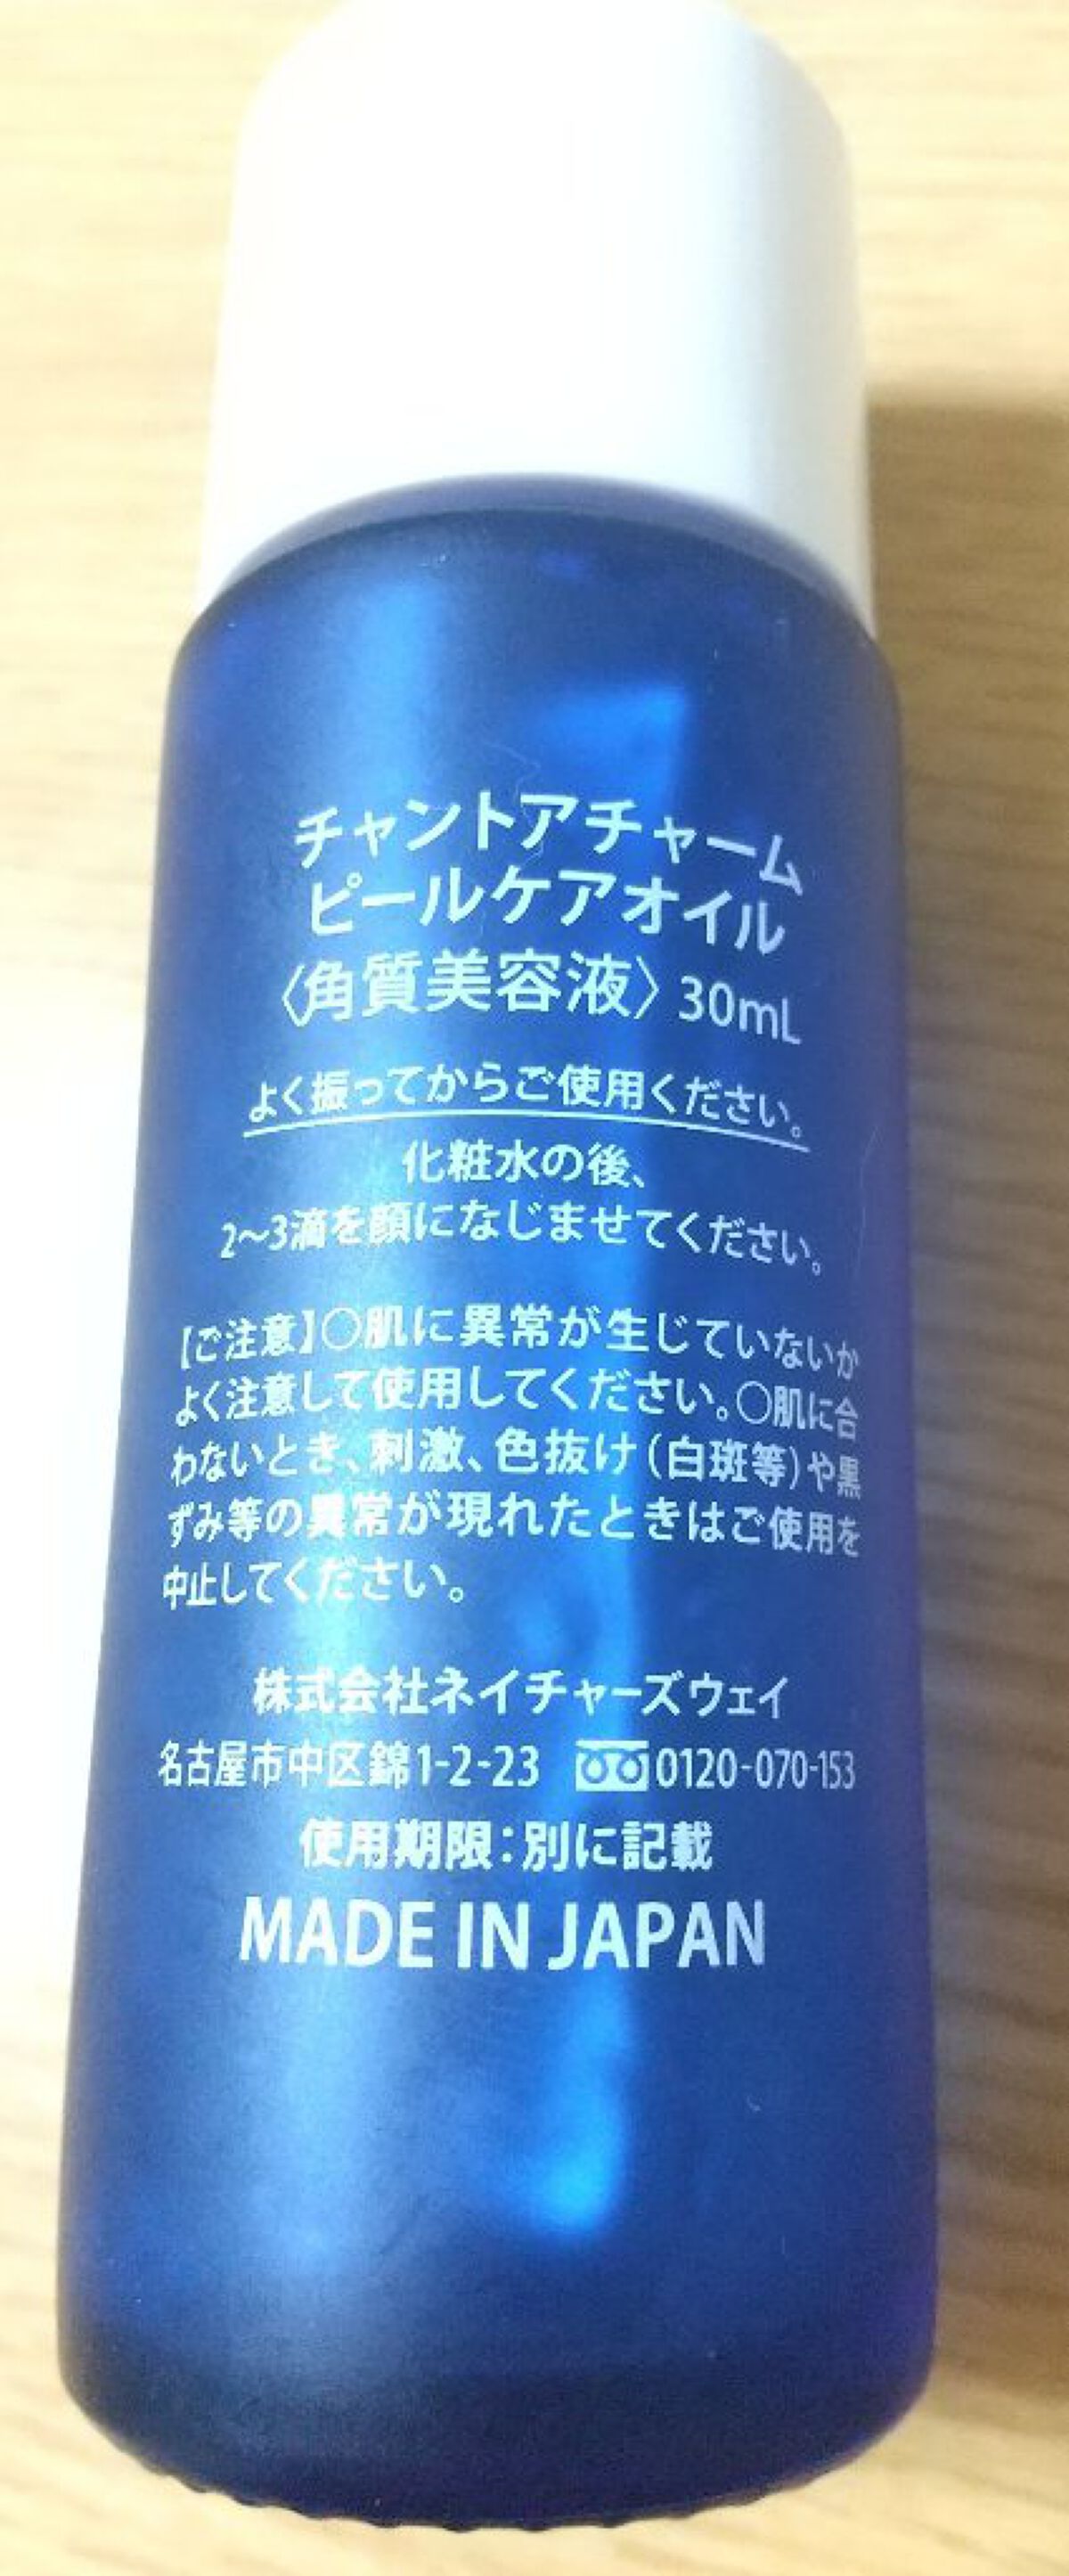 チャントアチャーム
ピールケアオイル
〈角質美容液〉30mL
よく振ってからご使用ください。
化粧水の後、
2〜3滴を顔になじませてください。
【ご注意】○肌に異常が生じていないか
よく注意して使用してください。○肌に合
わないとき、刺激、色抜け(白斑等)や黒
ずみ等の異常が現れたときはご使用を
中止してください。
株式会社ネイチャーズウェイ
名古屋市中区錦1-2-23 0120-070-153
使用期限:別に記載
MADE IN JAPAN